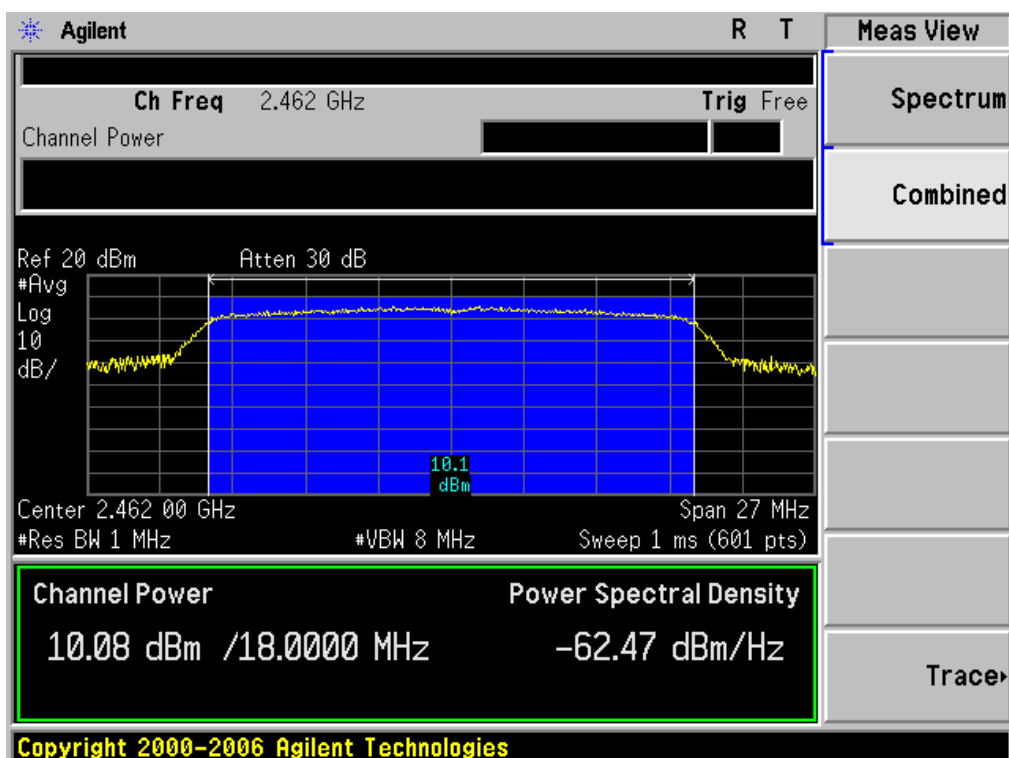 Agilent R T Meas View
Ch Freq 2.462 GHz Trig Free
Channel Power
Spectrum
Combined
Ref 20 dBm Atten 30 dB
#Avg
Log
10
dB/
10.1
dBm
Center 2.462 00 GHz Span 27 MHz
#Res BW 1 MHz #VBW 8 MHz Sweep 1 ms (601 pts)
Channel Power Power Spectral Density
10.08 dBm /18.0000 MHz -62.47 dBm/Hz
Trace
Copyright 2000-2006 Agilent Technologies